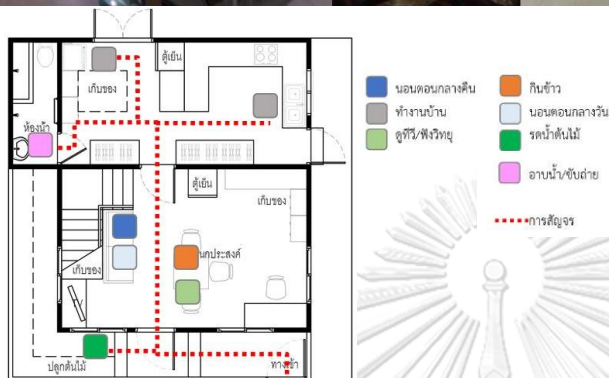 ตู้เย็น
เก็บของ
ห้องน้ำ
ตู้เย็น
เก็บของ
นกประสงค์
เก็บของ
ปลูกต้นไม้
ทางเข้า
นอนตอนกลางคืน
ทำงานบ้าน
ดูทีวี/ฟังวิทยุ
กินข้าว
นอนตอนกลางวัน
รดน้ำต้นไม้
อาบน้ำ/ขับถ่าย
การสัญจร